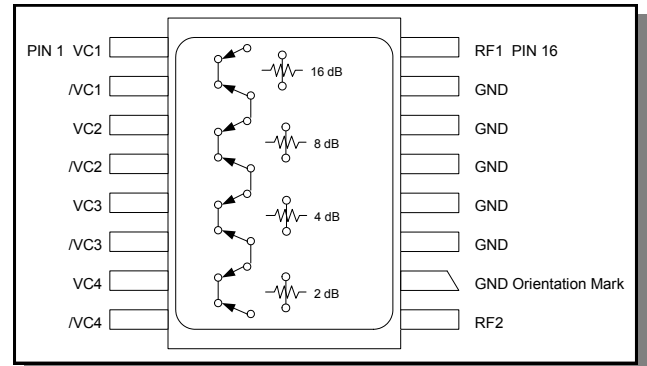 PIN 1 VC1
/VC1
VC2
/VC2
VC3
/VC3
VC4
/VC4
16 dB
8 dB
4 dB
2 dB
RF1 PIN 16
GND
GND
GND
GND
GND
GND Orientation Mark
RF2